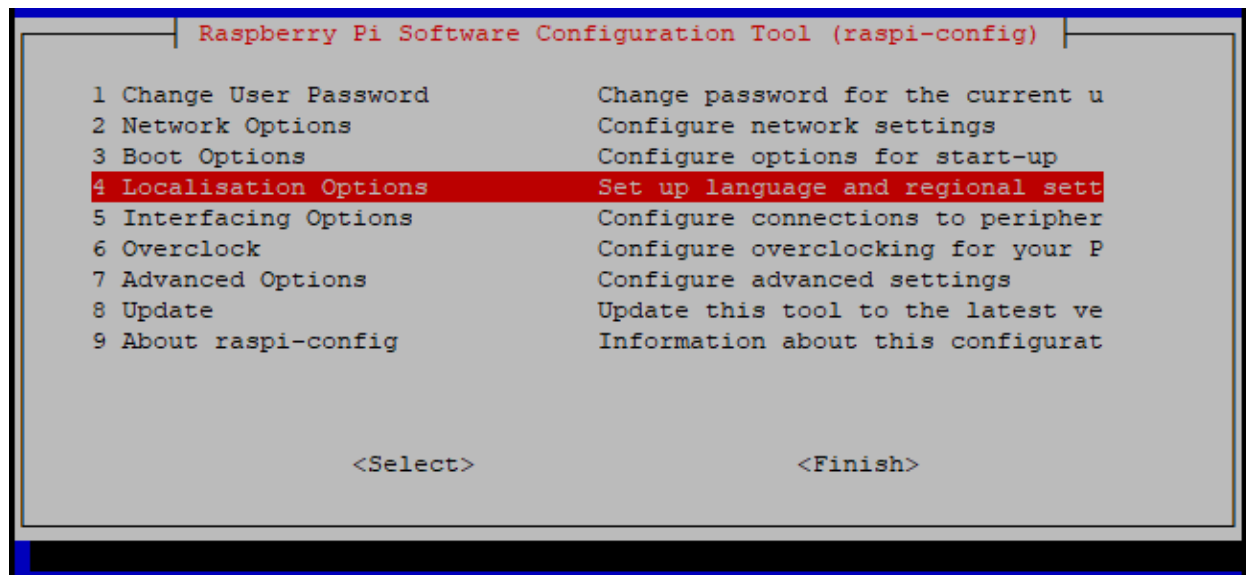 Raspberry Pi Software Configuration Tool (raspi-config)
1 Change User Password Change password for the current u
2 Network Options Configure network settings
3 Boot Options Configure options for start-up
4 Localisation Options Set up language and regional sett
5 Interfacing Options Configure connections to peripher
6 Overclock Configure overclocking for your P
7 Advanced Options Configure advanced settings
8 Update Update this tool to the latest ve
9 About raspi-config Information about this configurat
<Select> <Finish>